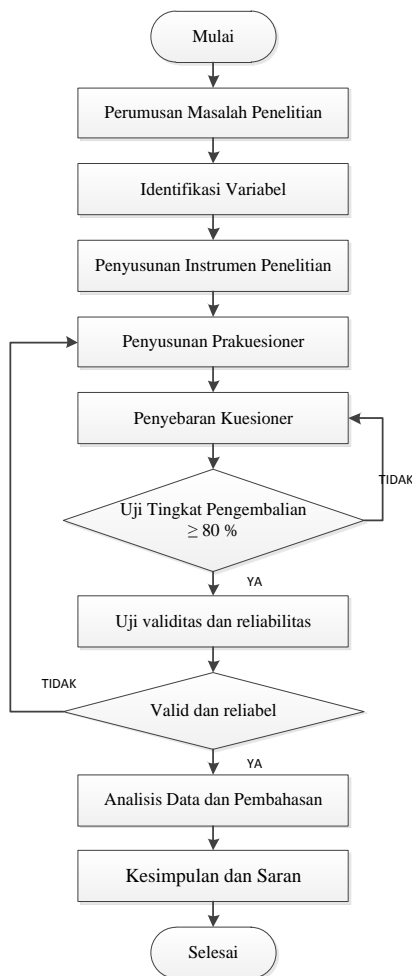 Mulai
Perumusan Masalah Penelitian
Identifikasi Variabel
Penyusunan Instrumen Penelitian
Penyusunan Prakuesioner
Penyebaran Kuesioner
TIDAK
Uji Tingkat Pengembalian
≥ 80 %
YA
Uji validitas dan reliabilitas
TIDAK
Valid dan reliabel
YA
Analisis Data dan Pembahasan
Kesimpulan dan Saran
Selesai